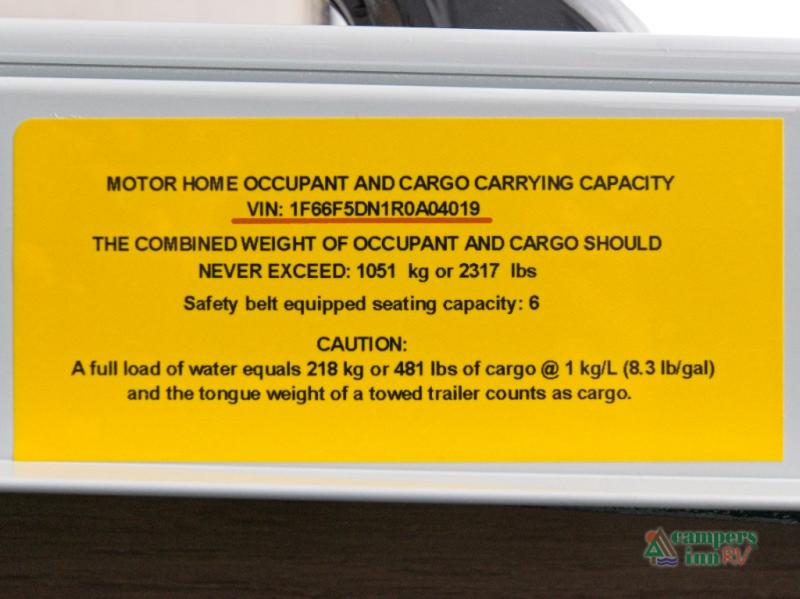 MOTOR HOME OCCUPANT AND CARGO CARRYING CAPACITY
VIN: 1F66F5DN1R0A04019
THE COMBINED WEIGHT OF OCCUPANT AND CARGO SHOULD
NEVER EXCEED: 1051 kg or 2317 lbs
Safety belt equipped seating capacity: 6
CAUTION:
A full load of water equals 218 kg or 481 lbs of cargo @ 1 kg/L (8.3 lb/gal)
and the tongue weight of a towed trailer counts as cargo.
campers
inn RV